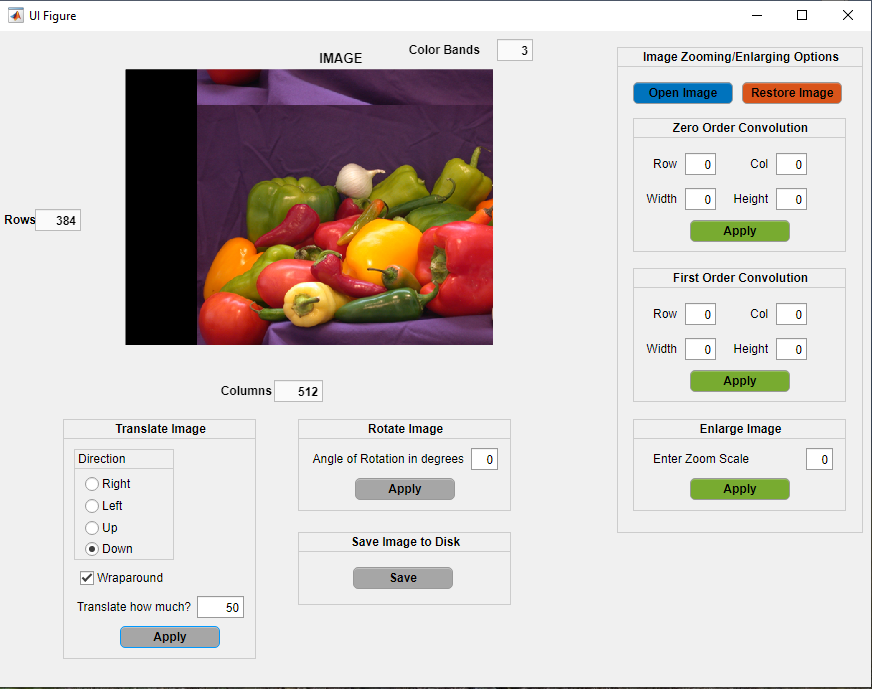 UI Figure
IMAGE
Color Bands 3
Rows 384
Columns 512
Translate Image
Direction
Right
Left
Up
Down
Wraparound
Translate how much? 50
Apply
Rotate Image
Angle of Rotation in degrees 0
Apply
Save Image to Disk
Save
Image Zooming/Enlarging Options
Open Image Restore Image
Zero Order Convolution
Row 0 Col 0
Width 0 Height 0
Apply
First Order Convolution
Row 0 Col 0
Width 0 Height 0
Apply
Enlarge Image
Enter Zoom Scale 0
Apply